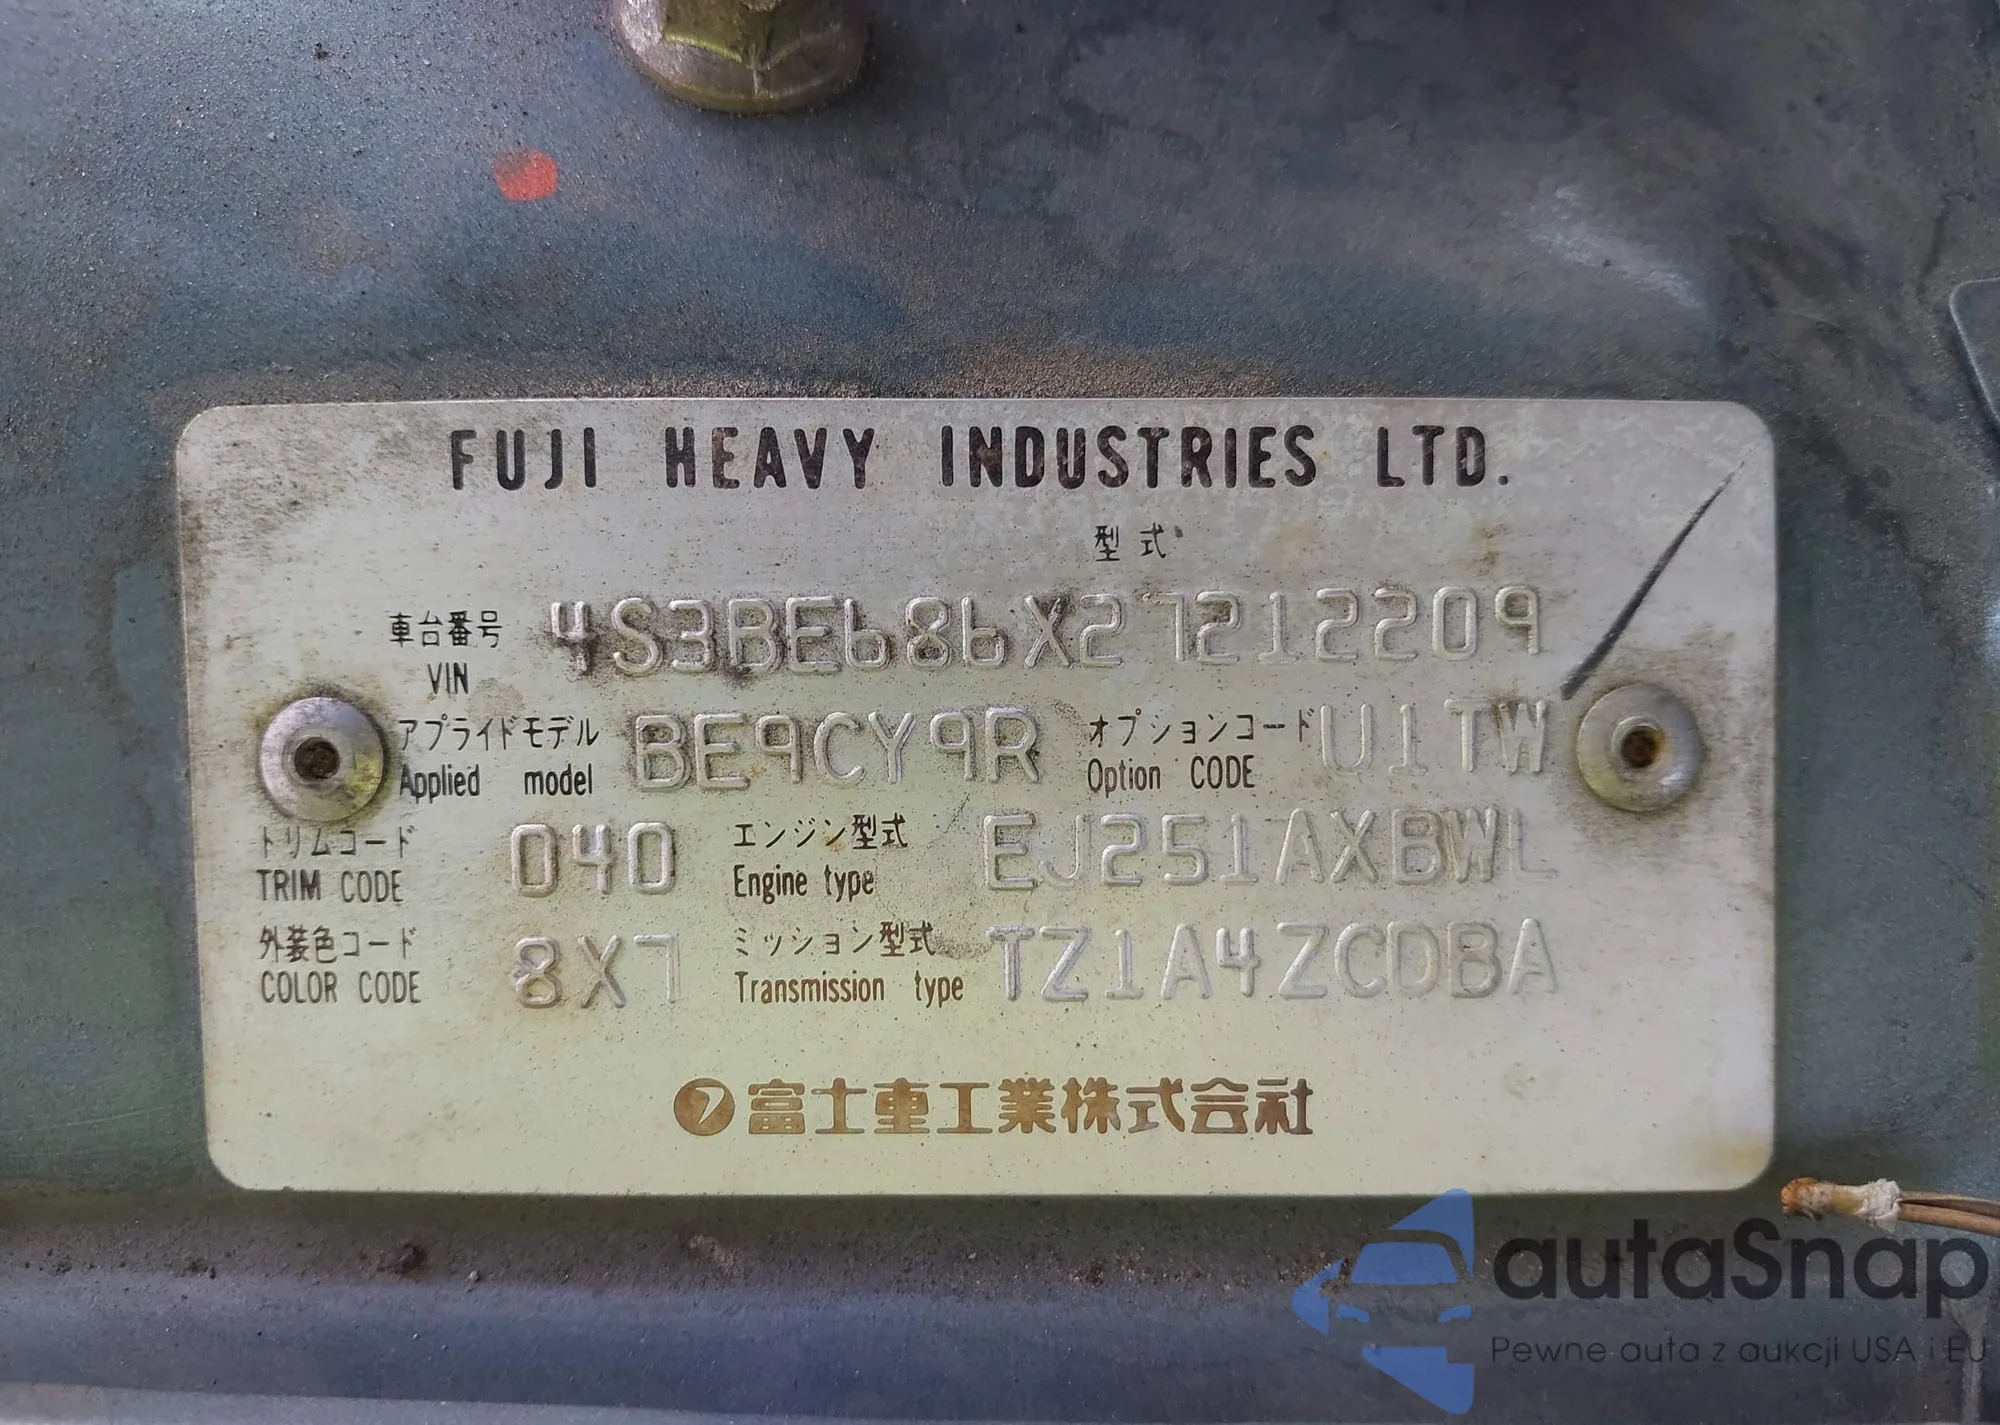 FUJI HEAVY INDUSTRIES LTD.
型式
車台番号 4S3BE686X27212209
VIN
アプライドモデル BE9CY9R オプションコード U1TW
Applied model Option CODE
トリムコード 040 エンジン型式 EJ251AXBWL
TRIM CODE Engine type
外装色コード 8X7 ミッション型式 TZ1A4ZCDBA
COLOR CODE Transmission type
富士重工業株式会社
autaSnap
Pewne auta z aukcji USA i EU